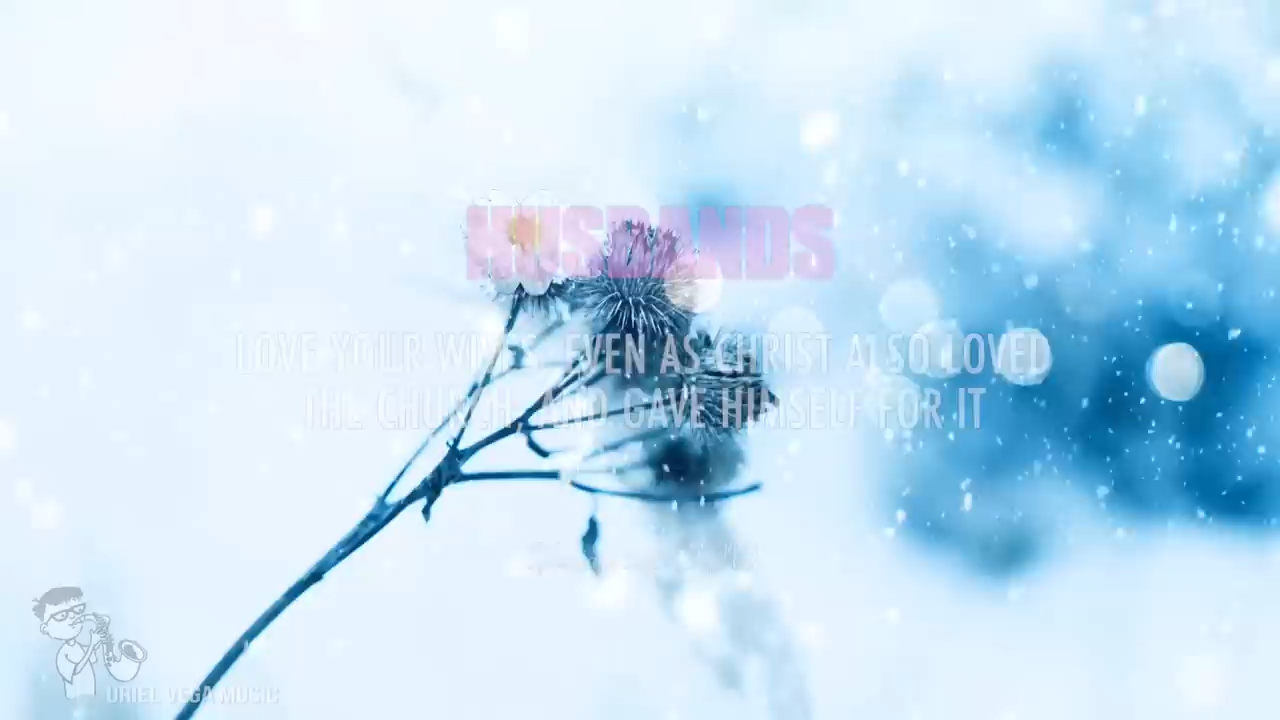 HUSBANDS
LOVE YOUR WIVES, EVEN AS CHRIST ALSO LOVED
THE CHURCH, AND GAVE HIMSELF FOR IT
URIEL VEGA MUSIC